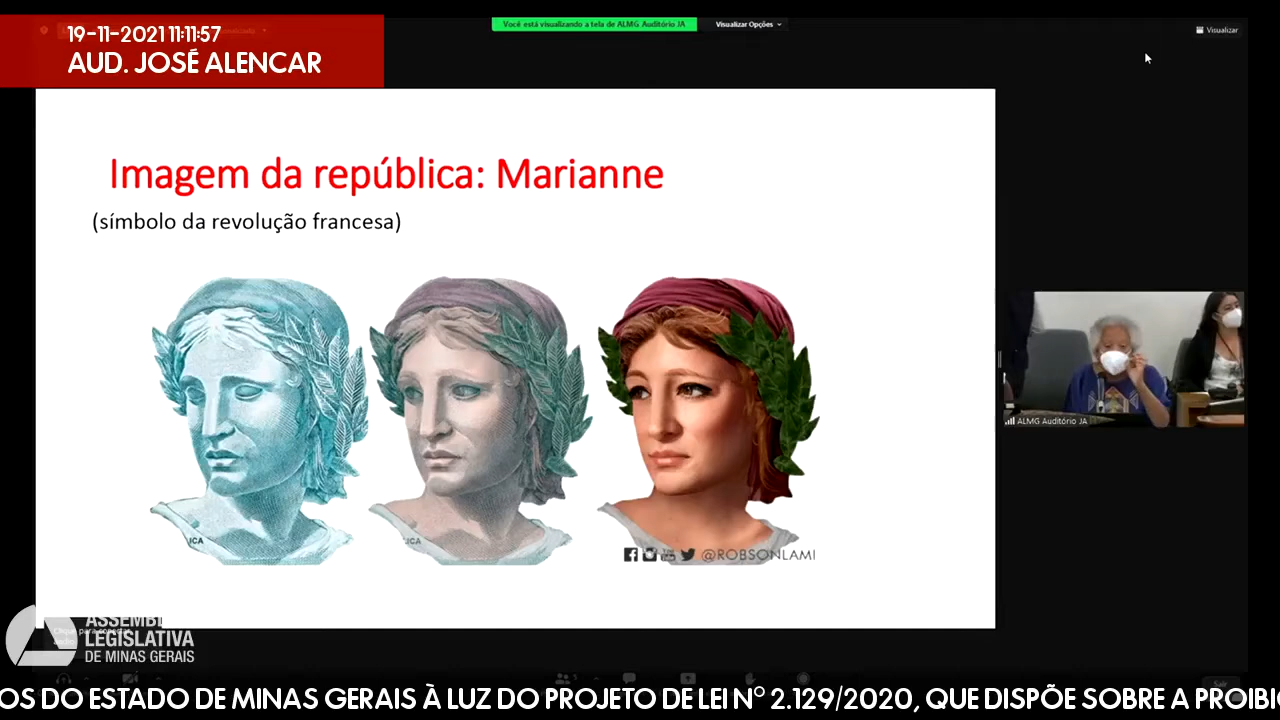 19-11-2021 11:11:57
AUD. JOSÉ ALENCAR
Você está visualizando a tela de ALMG Auditório JA
Visualizar Opções
Visualizar
Imagem da república: Marianne
(símbolo da revolução francesa)
ICA
ICA
@ROBSONLAMI
ALMG Auditório JA
ASSEMBL
LEGISLATIVA
DE MINAS GERAIS
Sair
OS DO ESTADO DE MINAS GERAIS À LUZ DO PROJETO DE LEI Nº 2.129/2020, QUE DISPÕE SOBRE A PROIBI